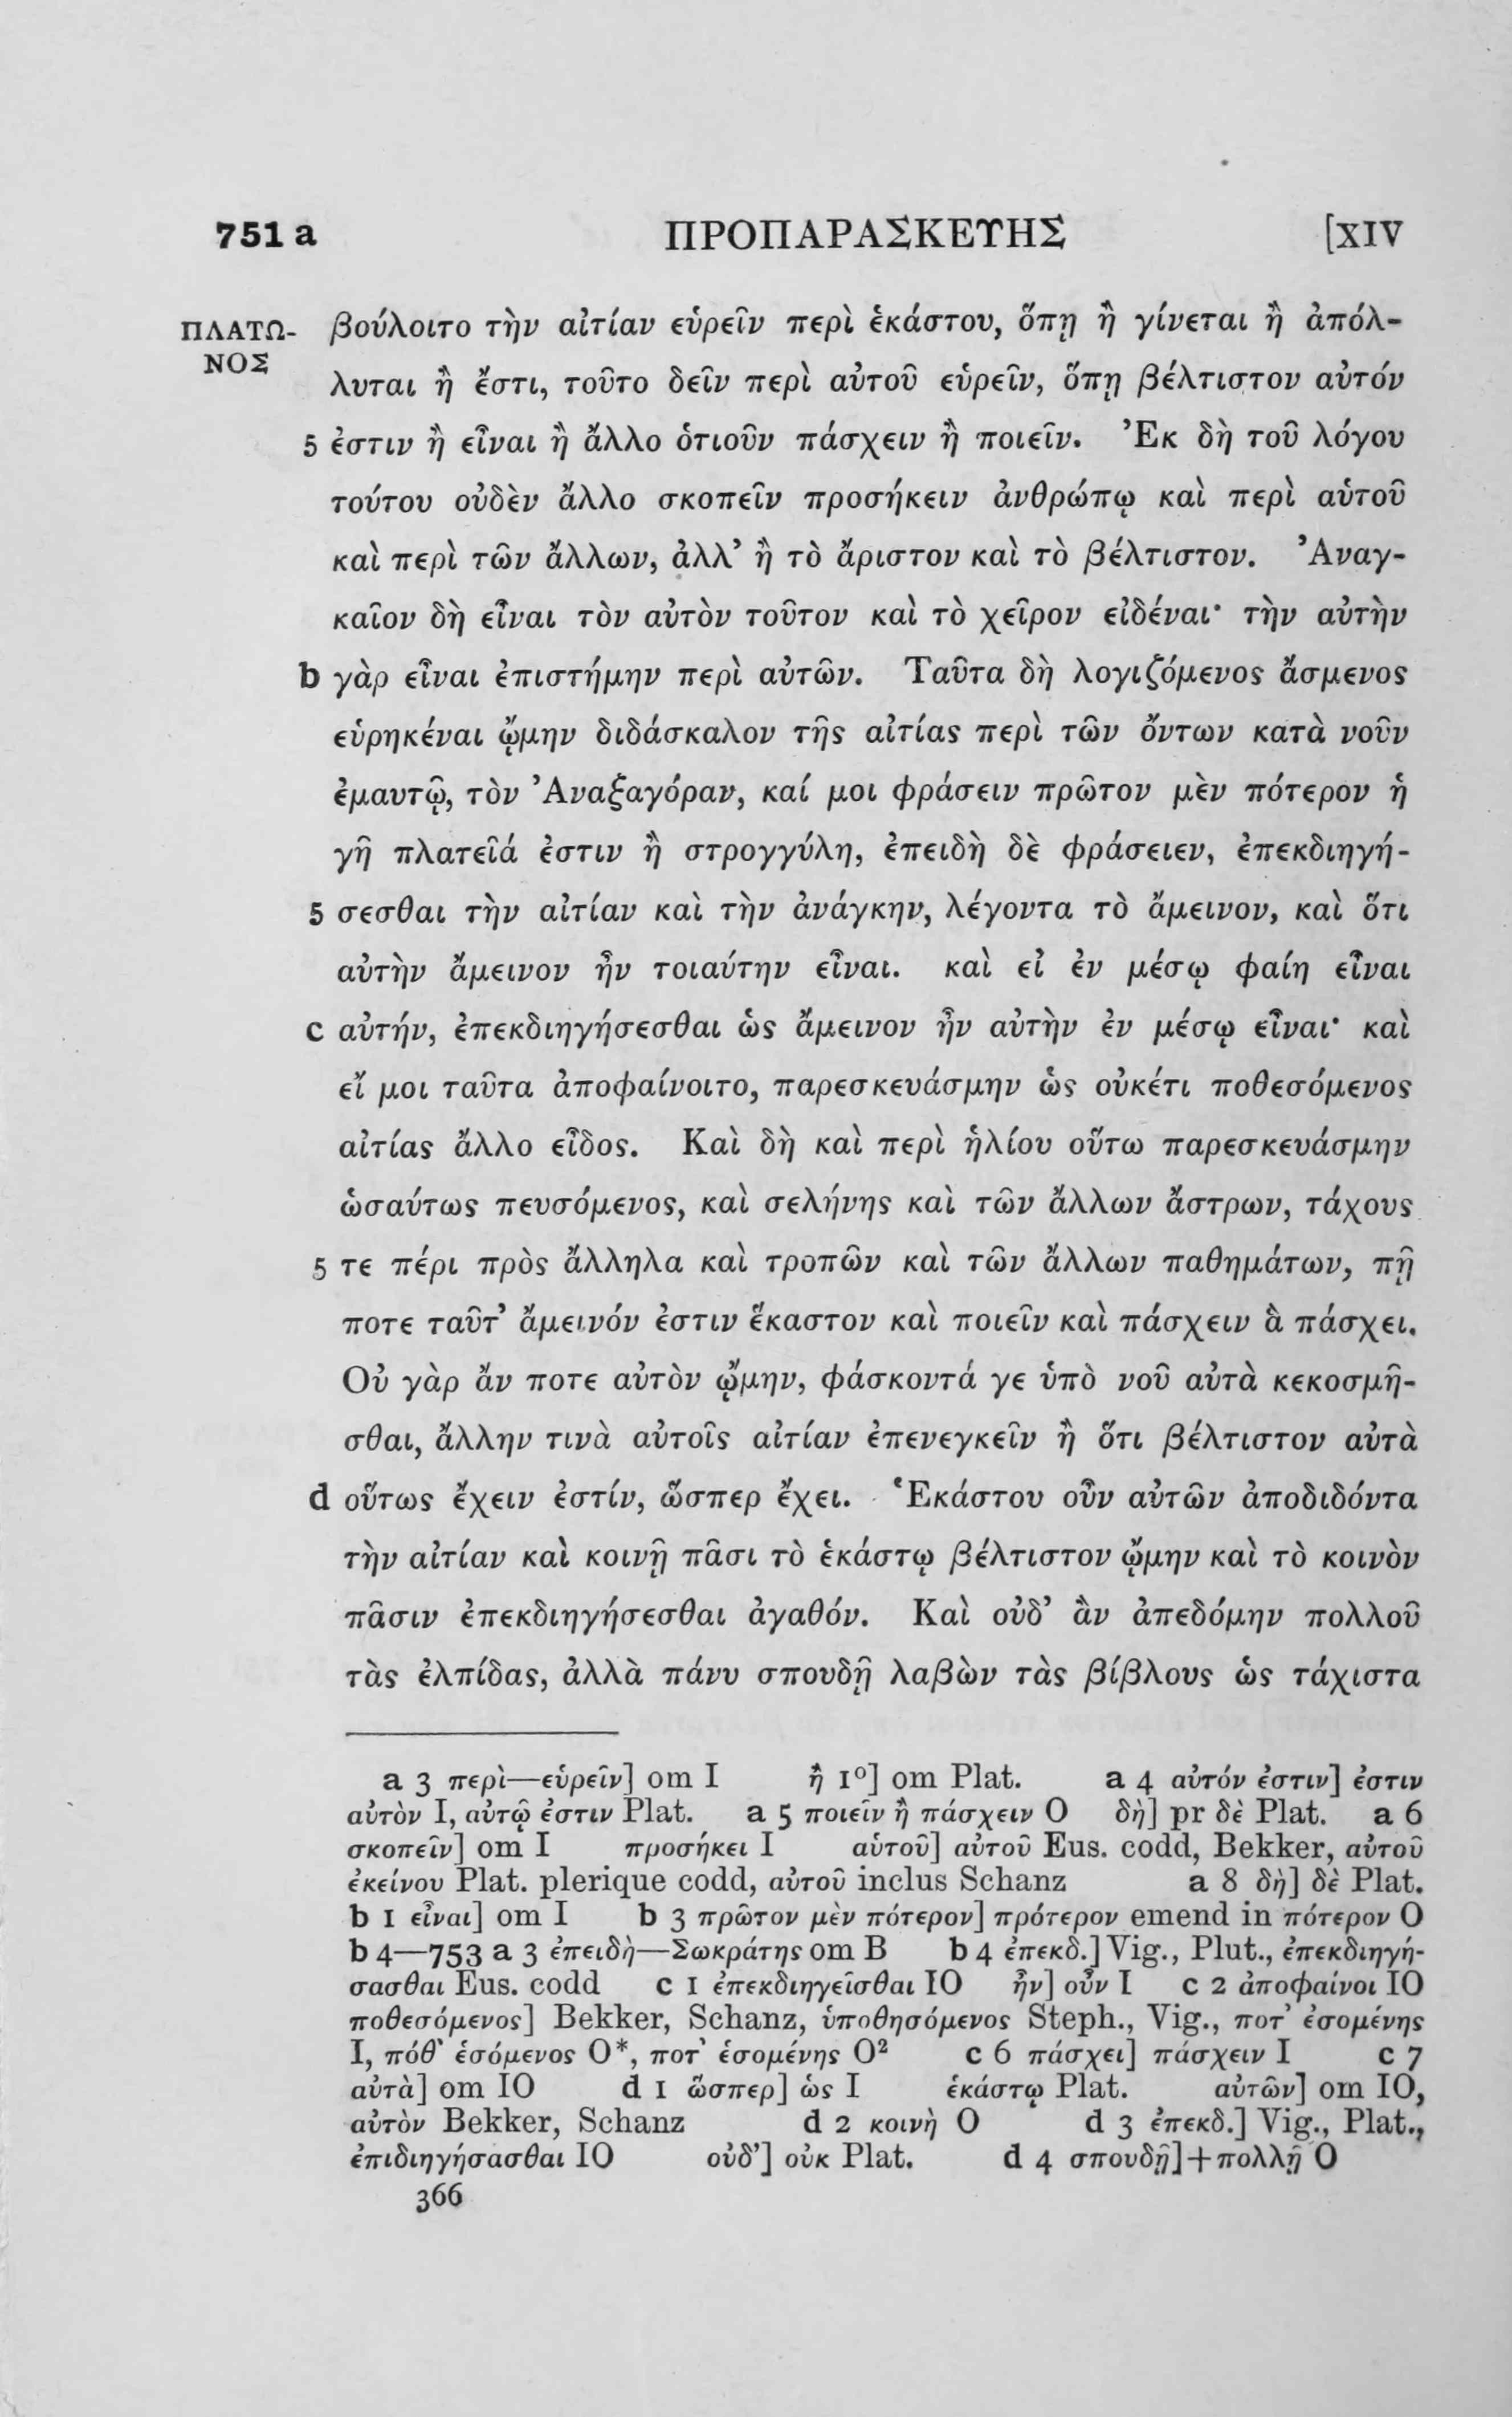 751 a ΠΡΟΠΑΡΑΣΚΕΥΗΣ [XIV
ΠΛΑΤΩ- βούλοιτο τὴν αἰτίαν εὑρεῖν περὶ ἑκάστου, ὅπῃ ἢ γίνεται ἢ ἀπόλ-
ΝΟΣ λυται ἢ ἔστι, τοῦτο δεῖν περὶ αὐτοῦ εὑρεῖν, ὅπῃ βέλτιστον αὐτόν
5 ἐστιν ἢ εἶναι ἢ ἄλλο ὁτιοῦν πάσχειν ἢ ποιεῖν. Ἐκ δὴ τοῦ λόγου
τούτου οὐδὲν ἄλλο σκοπεῖν προσήκειν ἀνθρώπῳ καὶ περὶ αὑτοῦ
καὶ περὶ τῶν ἄλλων, ἀλλ’ ἢ τὸ ἄριστον καὶ τὸ βέλτιστον. Ἀναγ-
καῖον δὴ εἶναι τὸν αὐτὸν τοῦτον καὶ τὸ χεῖρον εἰδέναι· τὴν αὐτὴν
b γὰρ εἶναι ἐπιστήμην περὶ αὐτῶν. Ταῦτα δὴ λογιζόμενος ἄσμενος
εὑρηκέναι ᾤμην διδάσκαλον τῆς αἰτίας περὶ τῶν ὄντων κατὰ νοῦν
ἐμαυτῷ, τὸν Ἀναξαγόραν, καί μοι φράσειν πρῶτον μὲν πότερον ἡ
γῆ πλατεῖά ἐστιν ἢ στρογγύλη, ἐπειδὴ δὲ φράσειεν, ἐπεκδιηγή-
5 σεσθαι τὴν αἰτίαν καὶ τὴν ἀνάγκην, λέγοντα τὸ ἄμεινον, καὶ ὅτι
αὐτὴν ἄμεινον ἦν τοιαύτην εἶναι. καὶ εἰ ἐν μέσῳ φαίη εἶναι
c αὐτήν, ἐπεκδιηγήσεσθαι ὡς ἄμεινον ἦν αὐτὴν ἐν μέσῳ εἶναι· καὶ
εἴ μοι ταῦτα ἀποφαίνοιτο, παρεσκευάσμην ὡς οὐκέτι ποθεσόμενος
αἰτίας ἄλλο εἶδος. Καὶ δὴ καὶ περὶ ἡλίου οὕτω παρεσκευάσμην
ὡσαύτως πευσόμενος, καὶ σελήνης καὶ τῶν ἄλλων ἄστρων, τάχους
5 τε πέρι πρὸς ἄλληλα καὶ τροπῶν καὶ τῶν ἄλλων παθημάτων, πῇ
ποτε ταῦτ’ ἄμεινόν ἐστιν ἕκαστον καὶ ποιεῖν καὶ πάσχειν ἃ πάσχει.
Οὐ γὰρ ἄν ποτε αὐτὸν ᾤμην, φάσκοντά γε ὑπὸ νοῦ αὐτὰ κεκοσμῆ-
σθαι, ἄλλην τινὰ αὐτοῖς αἰτίαν ἐπενεγκεῖν ἢ ὅτι βέλτιστον αὐτὰ
d οὕτως ἔχειν ἐστίν, ὥσπερ ἔχει. Ἑκάστου οὖν αὐτῶν ἀποδιδόντα
τὴν αἰτίαν καὶ κοινῇ πᾶσι τὸ ἑκάστῳ βέλτιστον ᾤμην καὶ τὸ κοινὸν
πᾶσιν ἐπεκδιηγήσεσθαι ἀγαθόν. Καὶ οὐδ’ ἂν ἀπεδόμην πολλοῦ
τὰς ἐλπίδας, ἀλλὰ πάνυ σπουδῇ λαβὼν τὰς βίβλους ὡς τάχιστα
a 3 περὶ—εὑρεῖν] om I ἢ 1º] om Plat. a 4 αὐτόν ἐστιν] ἐστιν
αὐτὸν I, αὐτῷ ἐστιν Plat. a 5 ποιεῖν ἢ πάσχειν O δὴ] pr δὲ Plat. a 6
σκοπεῖν] om I προσήκει I αὑτοῦ] αὐτοῦ Eus. codd, Bekker, αὐτοῦ
ἐκείνου Plat. plerique codd, αὐτοῦ inclus Schanz a 8 δὴ] δὲ Plat.
b 1 εἶναι] om I b 3 πρῶτον μὲν πότερον] πρότερον emend in πότερον O
b 4—753 a 3 ἐπειδὴ—Σωκράτης om B b 4 ἐπεκδ.] Vig., Plut., ἐπεκδιηγή-
σασθαι Eus. codd c 1 ἐπεκδιηγεῖσθαι IO ἦν] οὖν I c 2 ἀποφαίνοι IO
ποθεσόμενος] Bekker, Schanz, ὑποθησόμενος Steph., Vig., ποτ’ ἐσομένης
I, πόθ’ ἑσόμενος O*, ποτ’ ἑσομένης O² c 6 πάσχει] πάσχειν I c 7
αὐτὰ] om IO d 1 ὥσπερ] ὡς I ἑκάστῳ Plat. αὐτῶν] om IO,
αὐτὸν Bekker, Schanz d 2 κοινὴ O d 3 ἐπεκδ.] Vig., Plat.,
ἐπιδιηγήσασθαι IO οὐδ’] οὐκ Plat. d 4 σπουδῇ]+πολλῇ O
366